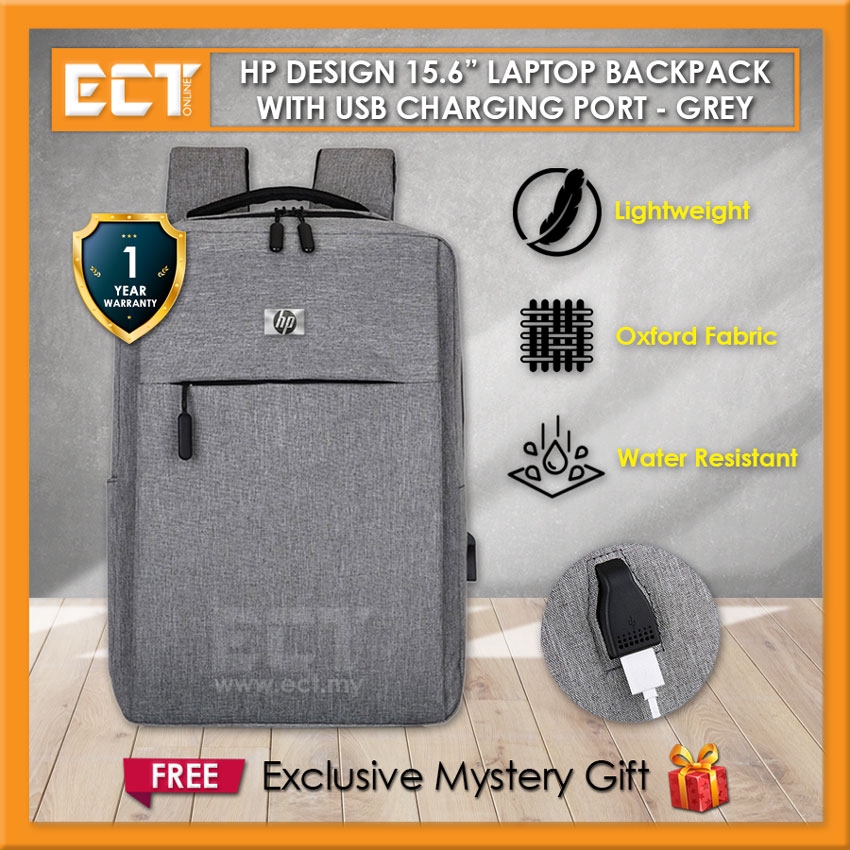 ECT ONLINE
HP DESIGN 15.6” LAPTOP BACKPACK
WITH USB CHARGING PORT - GREY
1
YEAR
WARRANTY
hp
Lightweight
Oxford Fabric
Water Resistant
ECT
www.ect.my
FREE Exclusive Mystery Gift